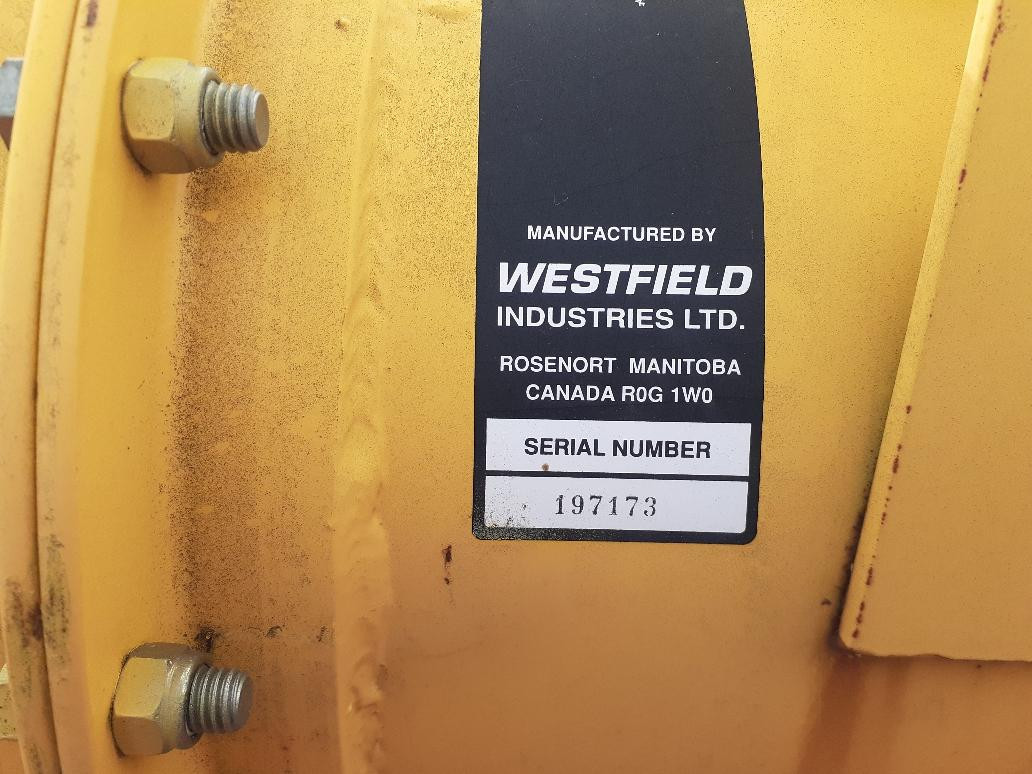 MANUFACTURED BY
WESTFIELD
INDUSTRIES LTD.
ROSENORT MANITOBA
CANADA R0G 1W0
SERIAL NUMBER
197173